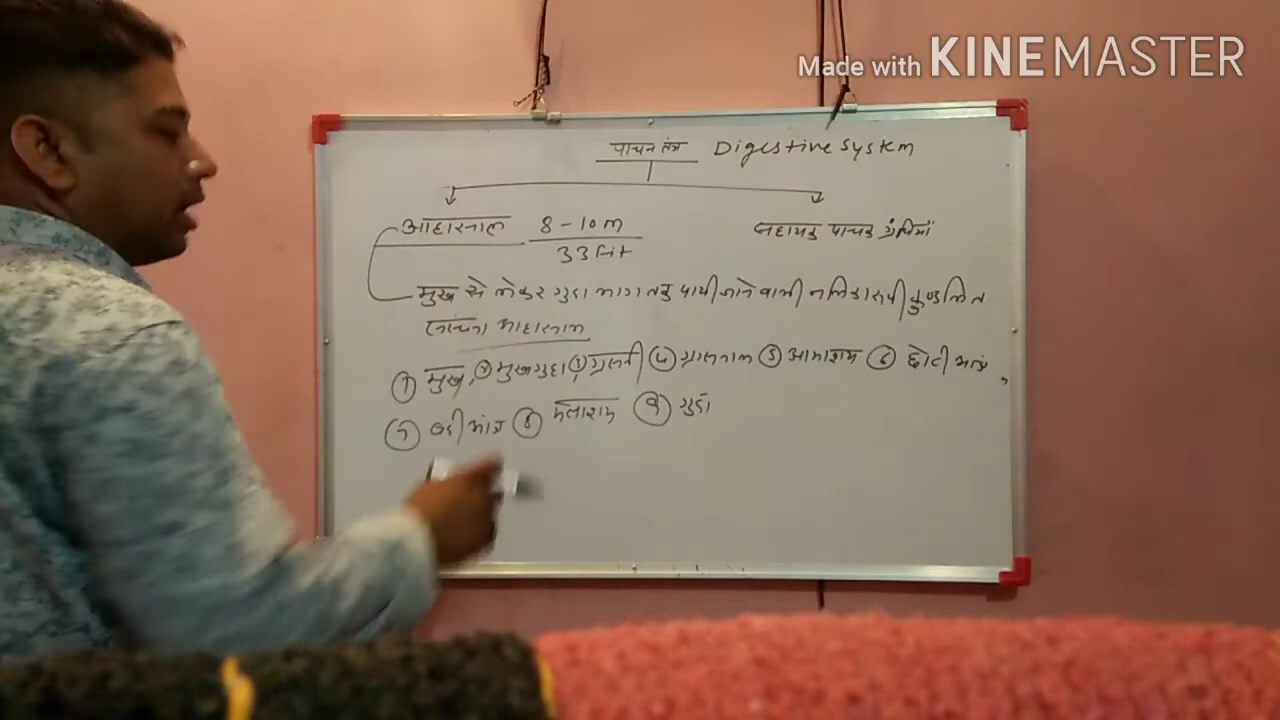 Made with KINEMASTER
पाचन तंत्र Digestive System
आहारनाल 8-10m सहायक पाचक ग्रंथियाँ
33 फिट
मुख से लेकर गुदा भाग तक पायी जाने वाली नलिका रूपी कुण्डलित
संरचना आहारनाल
① मुख, ② मुखगुहा ③ ग्रसनी ④ ग्रासनाल ⑤ आमाशय ⑥ छोटी आंत्र,
⑦ बड़ी आंत्र ⑧ मलाशय ⑨ गुदा